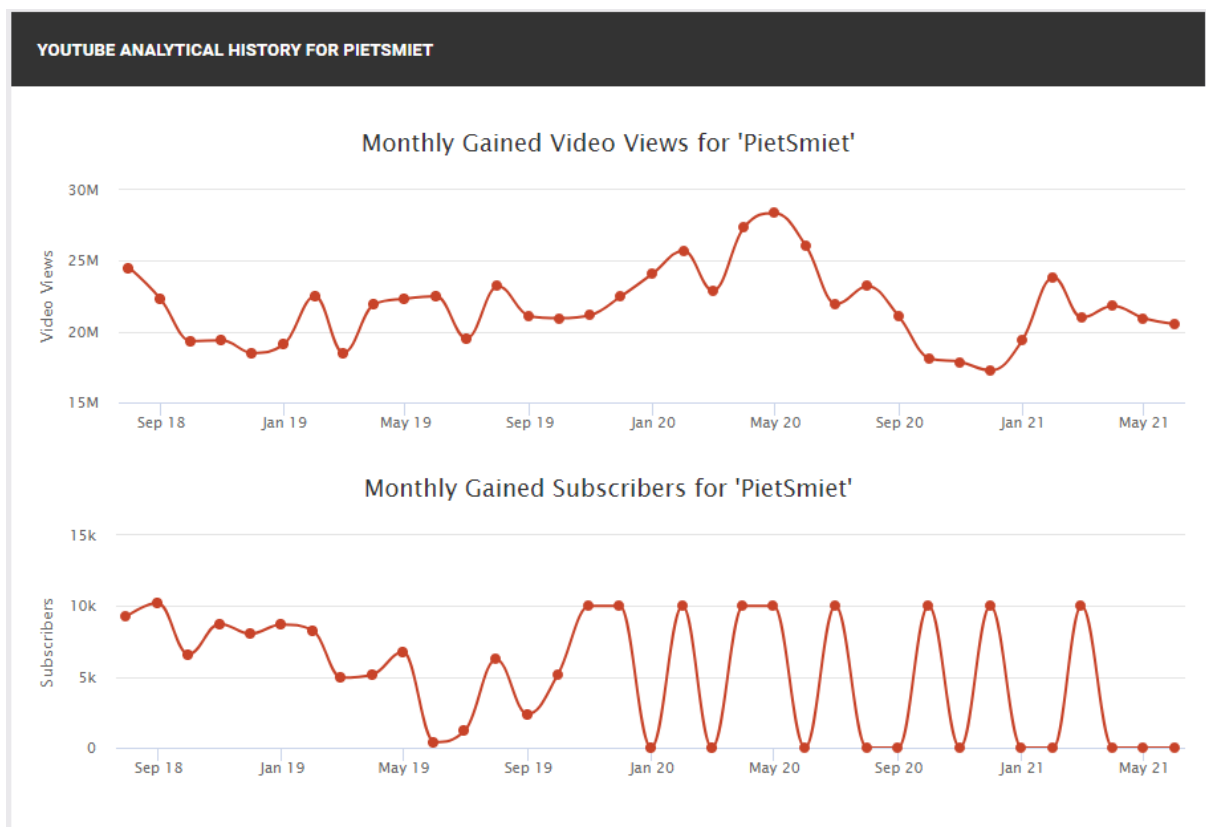 YOUTUBE ANALYTICAL HISTORY FOR PIETSMIET
Monthly Gained Video Views for 'PietSmiet'
30M
25M
20M
15M
Video Views
Sep 18 Jan 19 May 19 Sep 19 Jan 20 May 20 Sep 20 Jan 21 May 21
Monthly Gained Subscribers for 'PietSmiet'
15k
10k
5k
0
Subscribers
Sep 18 Jan 19 May 19 Sep 19 Jan 20 May 20 Sep 20 Jan 21 May 21